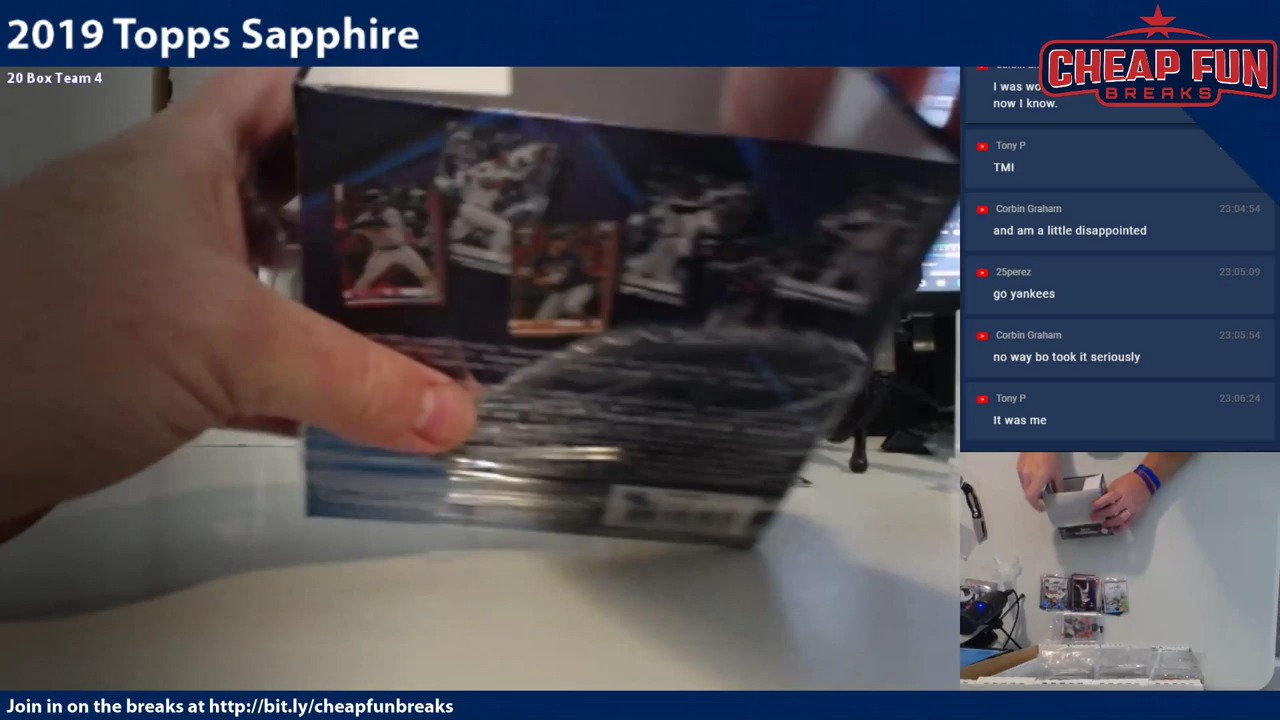 2019 Topps Sapphire
20 Box Team 4
CHEAP FUN
BREAKS
I was
now I know.
Tony P
TMI
Corbin Graham 23:04:54
and am a little disappointed
25perez 23:05:09
go yankees
Corbin Graham 23:05:54
no way bo took it seriously
Tony P 23:06:24
It was me
Join in on the breaks at http://bit.ly/cheapfunbreaks